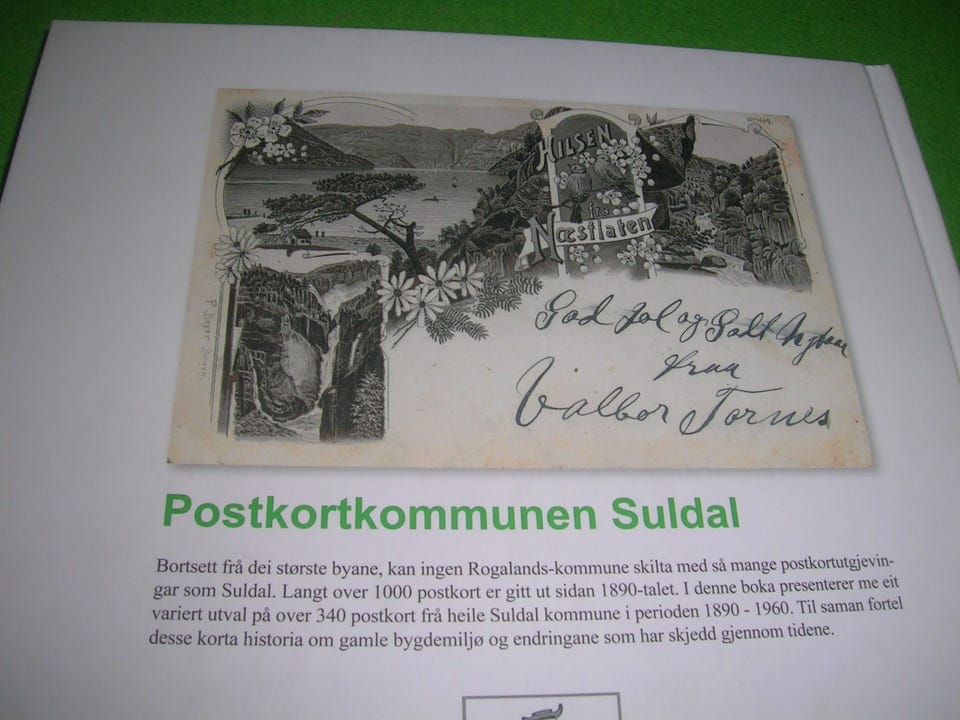 HILSEN
fra
Næsflaten
God Jol og Godt Nytaar
fraa
Valbor Tornes
Postkortkommunen Suldal
Bortsett frå dei største byane, kan ingen Rogalands-kommune skilta med så mange postkortutgjevin-
gar som Suldal. Langt over 1000 postkort er gitt ut sidan 1890-talet. I denne boka presenterer me eit
variert utval på over 340 postkort frå heile Suldal kommune i perioden 1890 - 1960. Til saman fortel
desse korta historia om gamle bygdemiljø og endringane som har skjedd gjennom tidene.